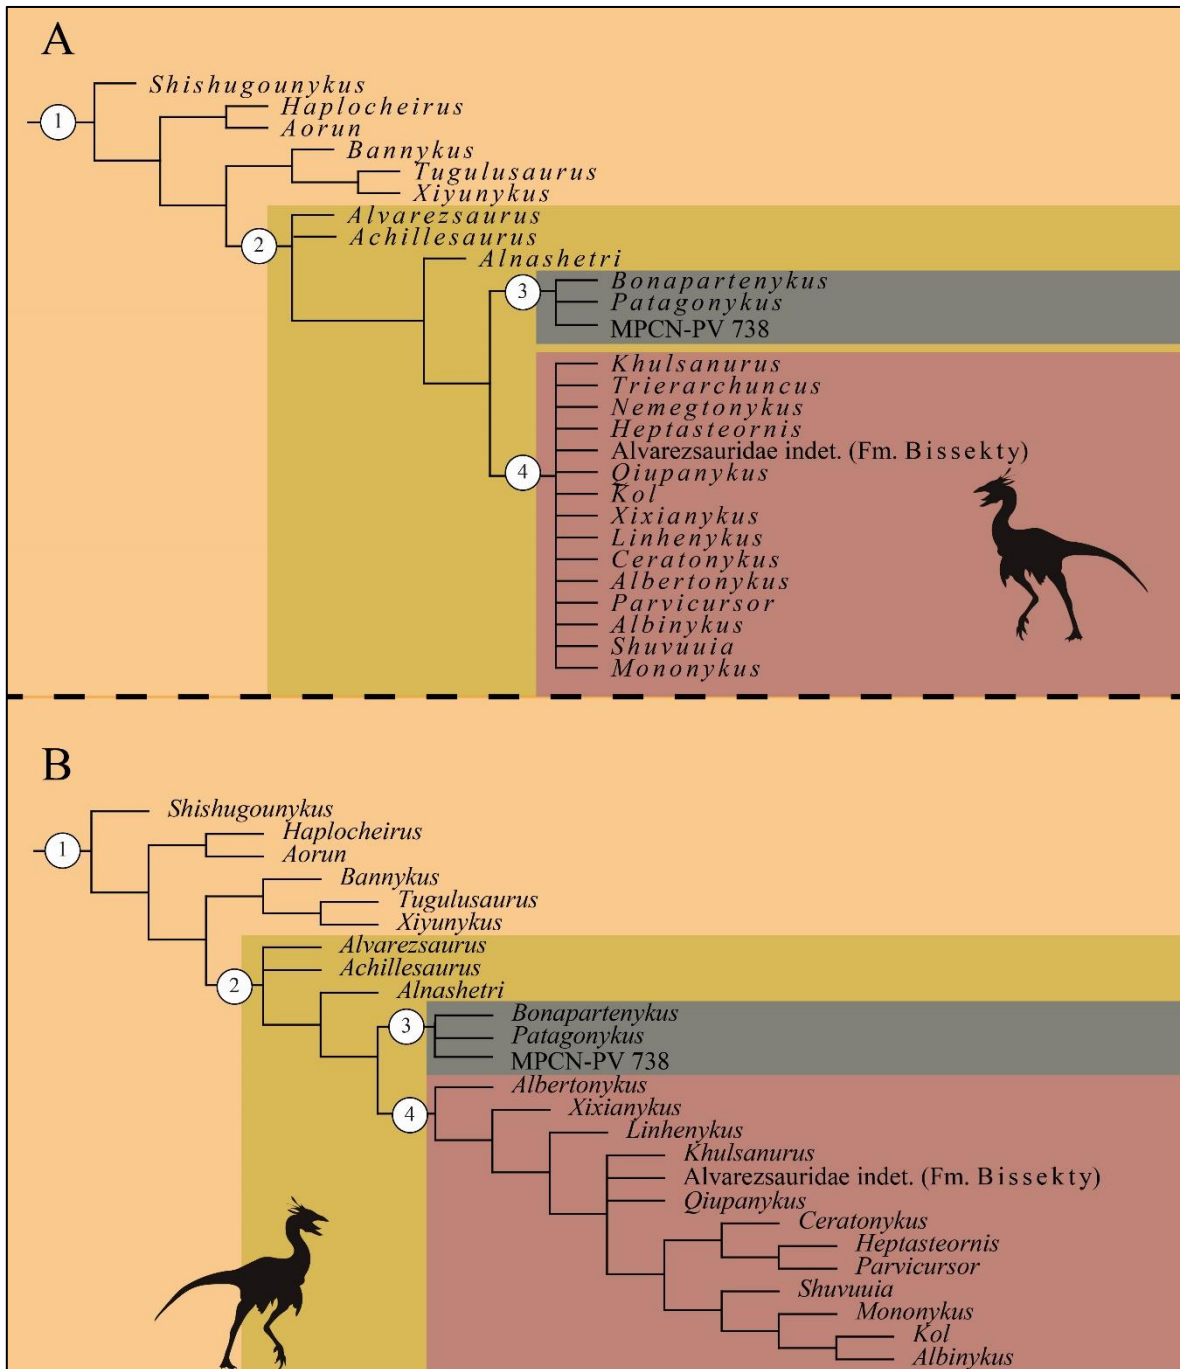 A
Shishugounykus
Haplocheirus
1
Aorun
Bannykus
Tugulusaurus
Xiyunykus
Alvarezsaurus
Achillesaurus
2
Alnashetri
Bonapartenykus
3
Patagonykus
MPCN-PV 738
Khulsanurus
Trierarchuncus
Nemegtonykus
Heptasteornis
Alvarezsauridae indet. (Fm. Bissekty)
4
Qiupanykus
Kol
Xixianykus
Linhenykus
Ceratonykus
Albertonykus
Parvicursor
Albinykus
Shuvuuia
Mononykus
B
Shishugounykus
Haplocheirus
1
Aorun
Bannykus
Tugulusaurus
Xiyunykus
Alvarezsaurus
Achillesaurus
2
Alnashetri
Bonapartenykus
3
Patagonykus
MPCN-PV 738
Albertonykus
4
Xixianykus
Linhenykus
Khulsanurus
Alvarezsauridae indet. (Fm. Bissekty)
Qiupanykus
Ceratonykus
Heptasteornis
Parvicursor
Shuvuuia
Mononykus
Kol
Albinykus